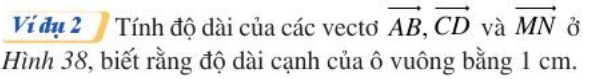 Ví dụ 2 Tính độ dài của các vectơ $\overrightarrow{AB}$, $\overrightarrow{CD}$ và $\overrightarrow{MN}$ ở
Hình 38, biết rằng độ dài cạnh của ô vuông bằng 1 cm.